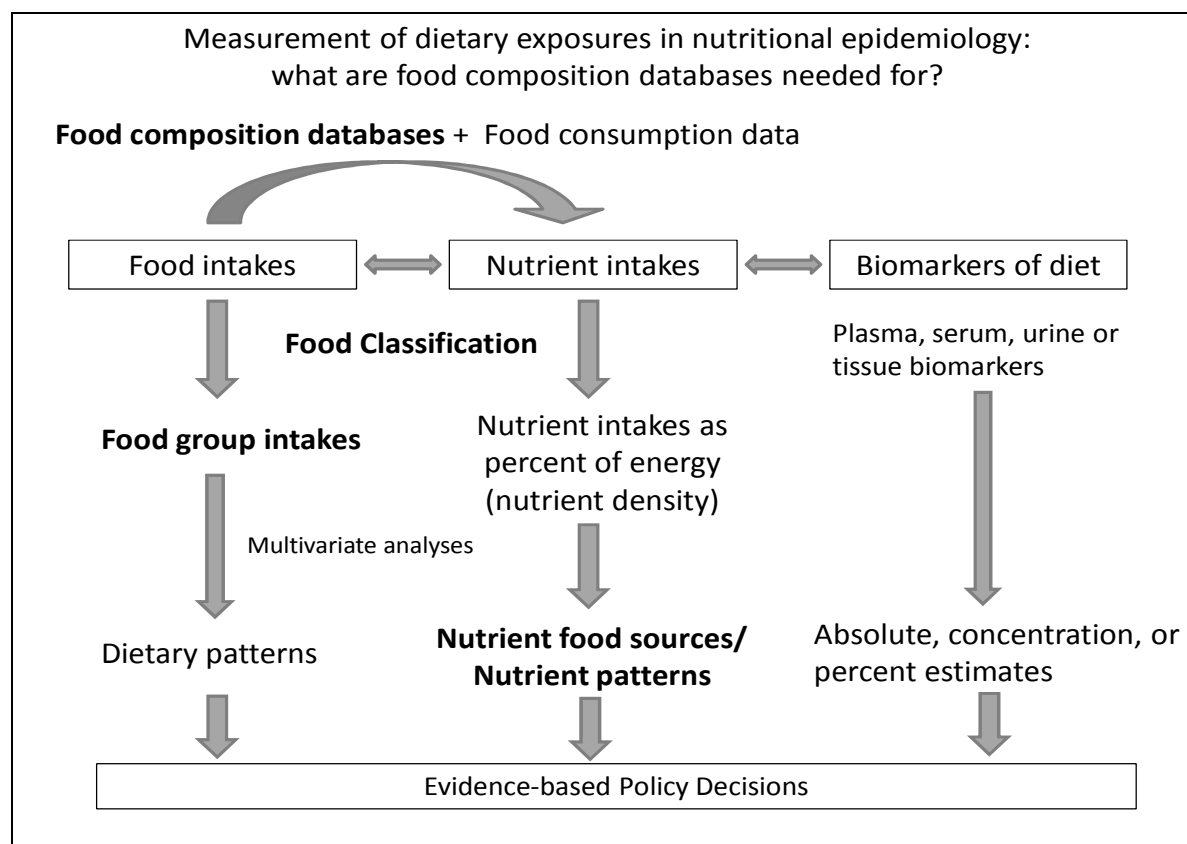 Measurement of dietary exposures in nutritional epidemiology:
what are food composition databases needed for?
Food composition databases + Food consumption data
Food intakes
Nutrient intakes
Biomarkers of diet
Food Classification
Plasma, serum, urine or
tissue biomarkers
Food group intakes
Nutrient intakes as
percent of energy
(nutrient density)
Multivariate analyses
Dietary patterns
Nutrient food sources/
Nutrient patterns
Absolute, concentration, or
percent estimates
Evidence-based Policy Decisions